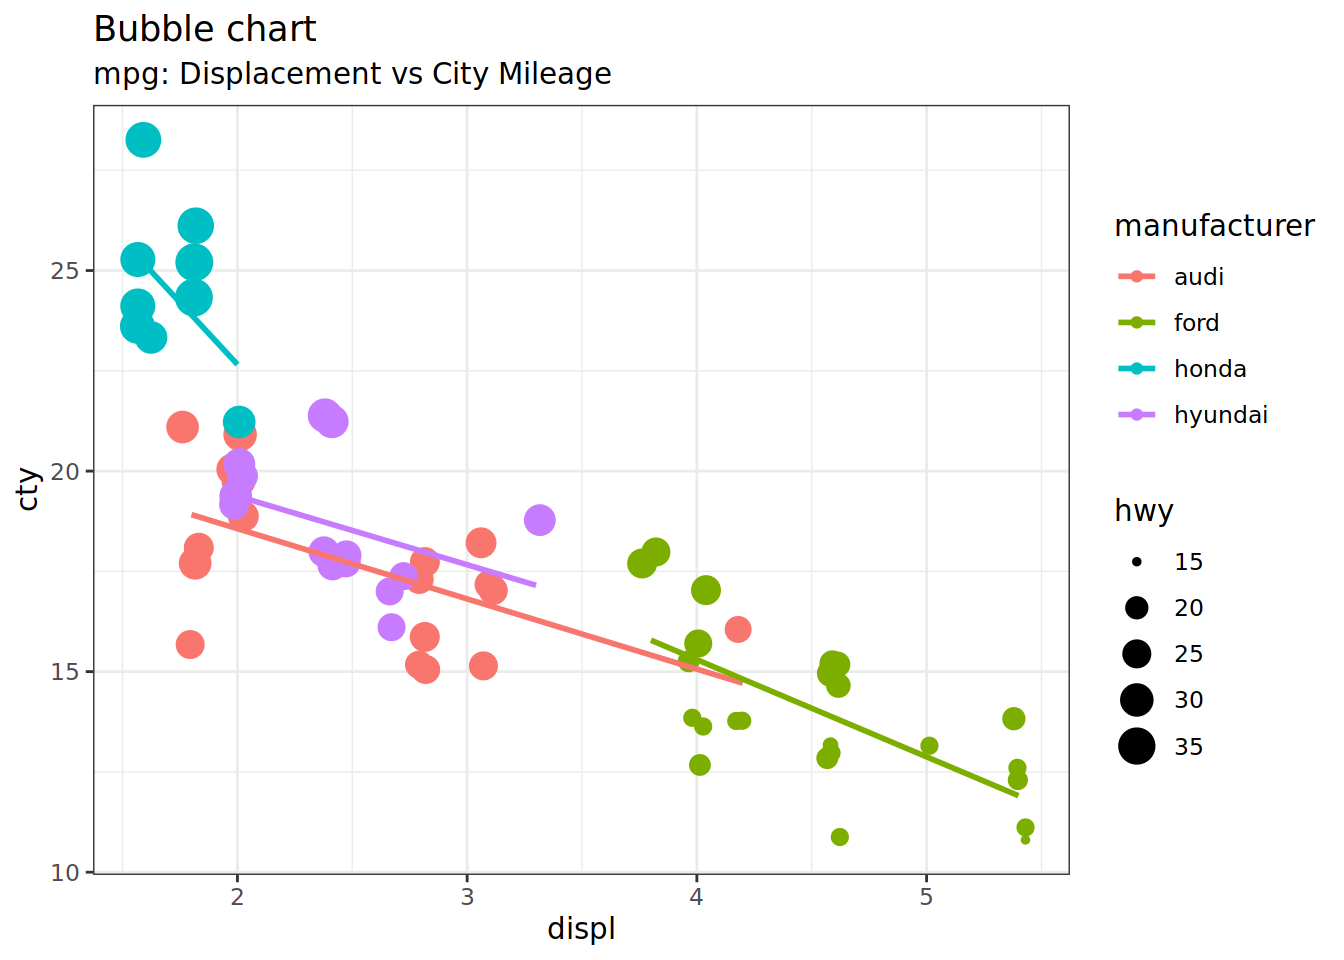 Bubble chart
mpg: Displacement vs City Mileage
25
20
15
10
cty
2 3 4 5
displ
manufacturer
audi
ford
honda
hyundai
hwy
15
20
25
30
35